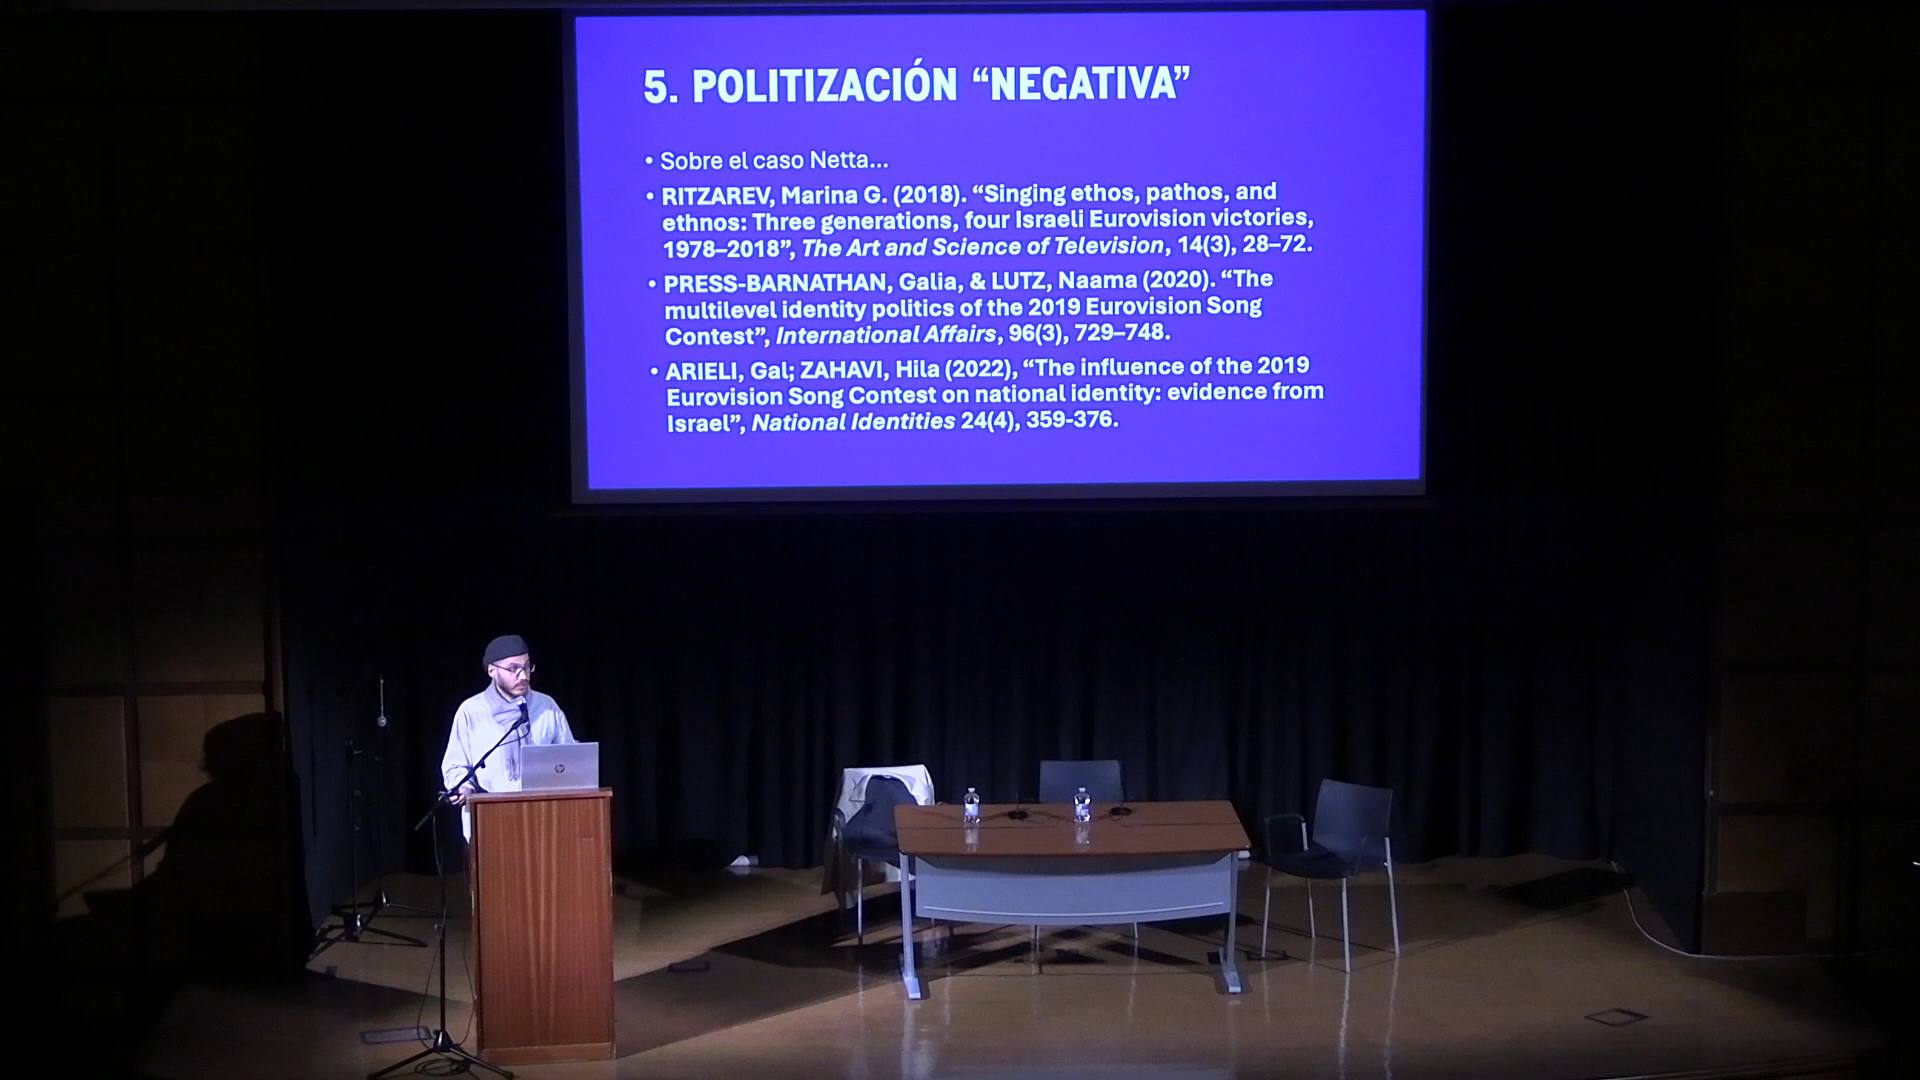 5. POLITIZACIÓN “NEGATIVA”
• Sobre el caso Netta...
• RITZAREV, Marina G. (2018). “Singing ethos, pathos, and
ethnos: Three generations, four Israeli Eurovision victories,
1978–2018”, The Art and Science of Television, 14(3), 28–72.
• PRESS-BARNATHAN, Galia, & LUTZ, Naama (2020). “The
multilevel identity politics of the 2019 Eurovision Song
Contest”, International Affairs, 96(3), 729–748.
• ARIELI, Gal; ZAHAVI, Hila (2022), “The influence of the 2019
Eurovision Song Contest on national identity: evidence from
Israel”, National Identities 24(4), 359-376.
hp